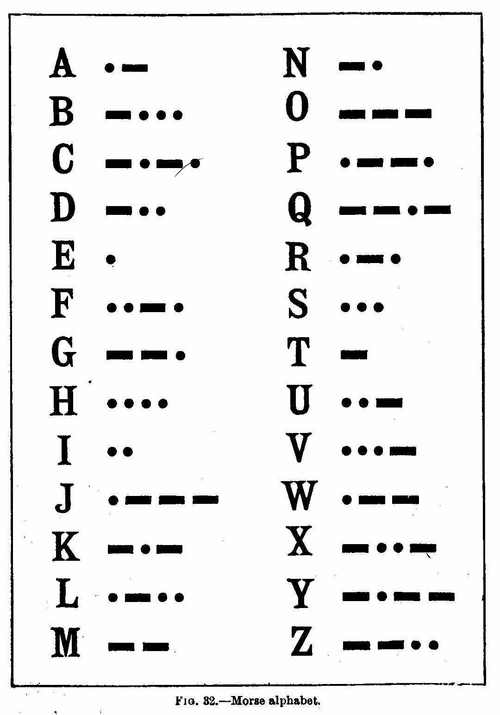 A •–
B –•••
C –•–•
D –••
E •
F ••–•
G ––•
H ••••
I ••
J •–––
K –•–
L •–••
M ––
N –•
O –––
P •––•
Q ––•–
R •–•
S •••
T –
U ••–
V •••–
W •––
X –••–
Y –•––
Z ––••
FIG. 32.—Morse alphabet.